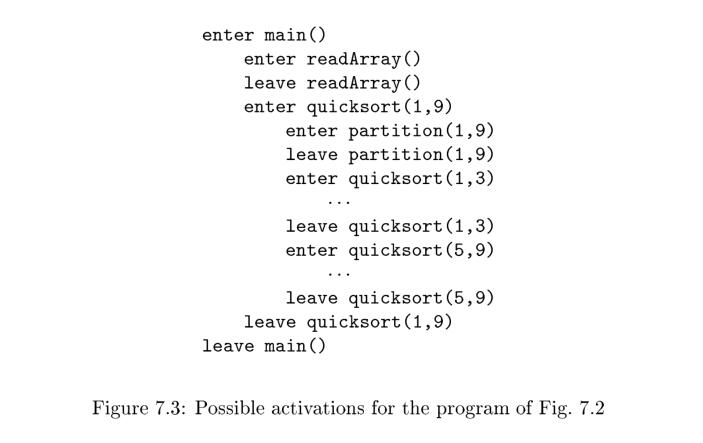 enter main()
enter readArray()
leave readArray()
enter quicksort(1,9)
enter partition(1,9)
leave partition(1,9)
enter quicksort(1,3)
...
leave quicksort(1,3)
enter quicksort(5,9)
...
leave quicksort(5,9)
leave quicksort(1,9)
leave main()
Figure 7.3: Possible activations for the program of Fig. 7.2